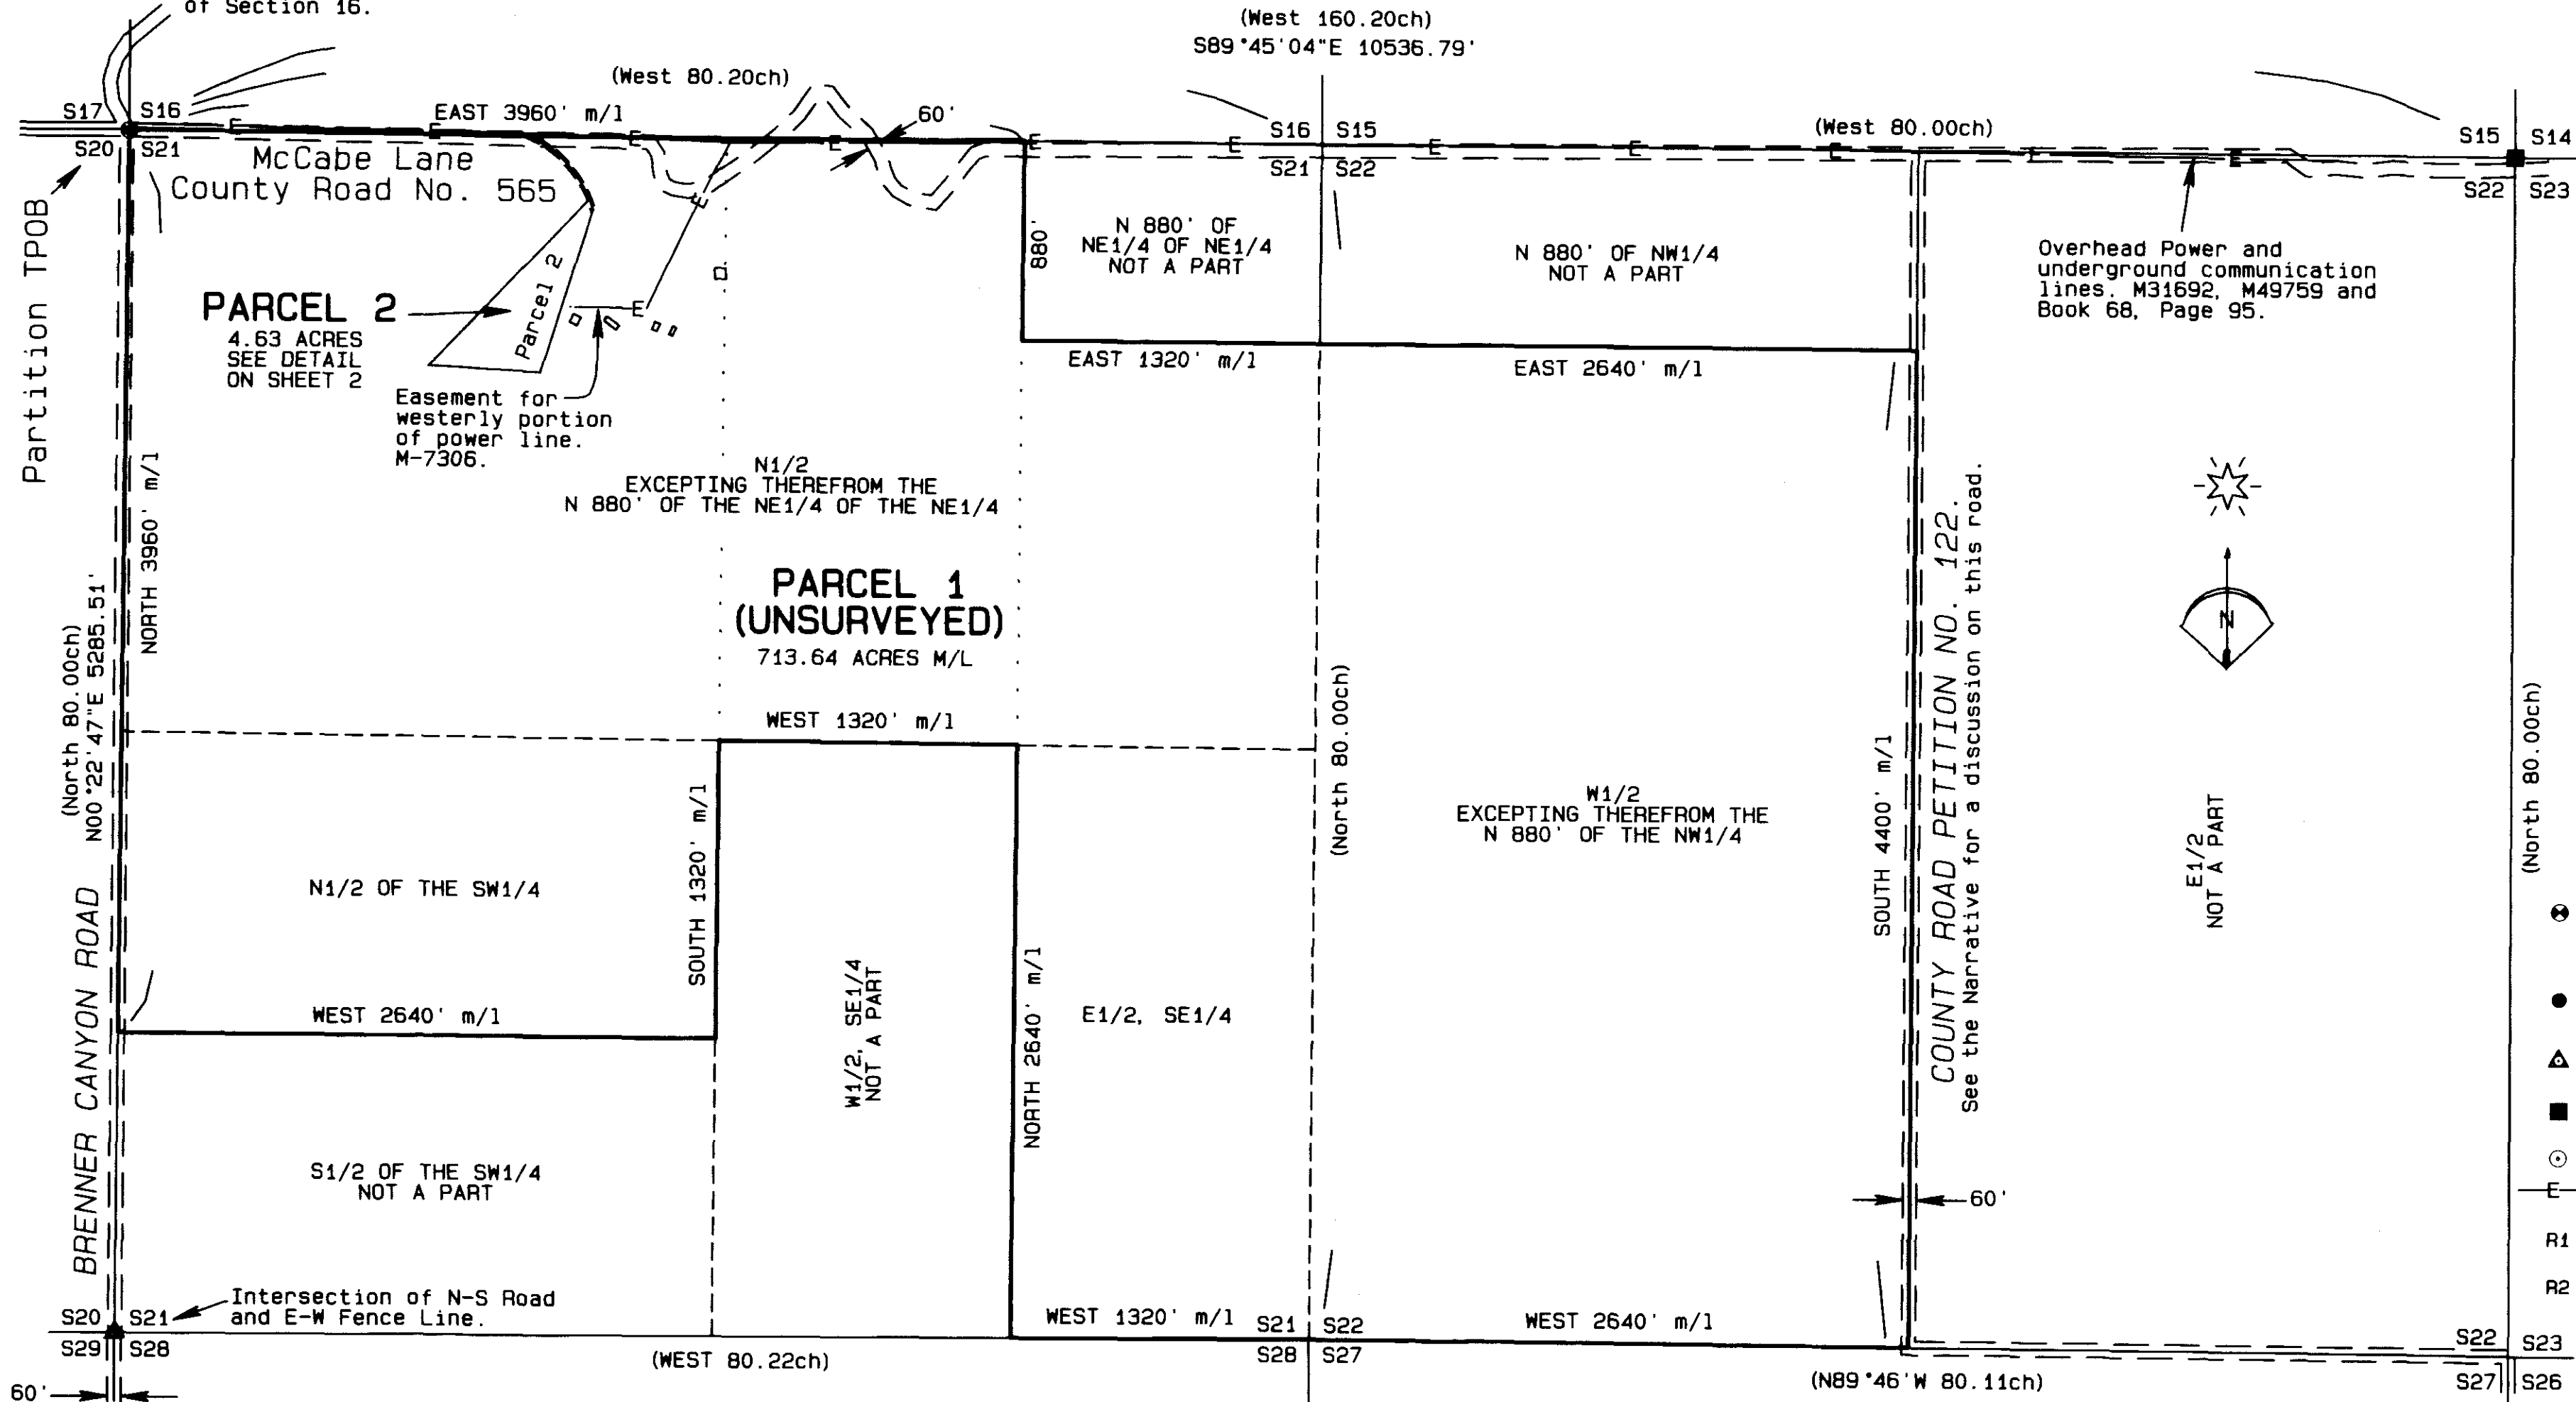 of Section 16.
(West 160.20ch)
S89°45'04"E 10536.79'
(West 80.20ch)
EAST 3960' m/l
60'
(West 80.00ch)
S17
S16
S20
S21
S16
S15
S21
S22
S15
S14
S22
S23
McCabe Lane
County Road No. 565
E
E
E
E
E
E
E
E
E
E
E
E
E
Partition TPOB
PARCEL 2
4.63 ACRES
SEE DETAIL
ON SHEET 2
Parcel 2
Easement for
westerly portion
of power line.
M-7306.
880'
N 880' OF
NE1/4 OF NE1/4
NOT A PART
N 880' OF NW1/4
NOT A PART
Overhead Power and
underground communication
lines. M31692, M49759 and
Book 68, Page 95.
EAST 1320' m/l
EAST 2640' m/l
NORTH 3960' m/l
(North 80.00ch)
N00°22'47"E 5285.51'
N1/2
EXCEPTING THEREFROM THE
N 880' OF THE NE1/4 OF THE NE1/4
PARCEL 1
(UNSURVEYED)
713.64 ACRES M/L
WEST 1320' m/l
(North 80.00ch)
N
COUNTY ROAD PETITION NO. 122.
See the Narrative for a discussion on this road.
SOUTH 4400' m/l
(North 80.00ch)
SOUTH 1320' m/l
W1/2
EXCEPTING THEREFROM THE
N 880' OF THE NW1/4
E1/2
NOT A PART
N1/2 OF THE SW1/4
WEST 2640' m/l
W1/2, SE1/4
NOT A PART
NORTH 2640' m/l
E1/2, SE1/4
BRENNER CANYON ROAD
S1/2 OF THE SW1/4
NOT A PART
60'
E
R1
R2
Intersection of N-S Road
and E-W Fence Line.
S20
S21
S29
S28
WEST 1320' m/l
S21
S22
S28
S27
WEST 2640' m/l
S22
S23
S27
S26
(WEST 80.22ch)
(N89°46'W 80.11ch)
60'